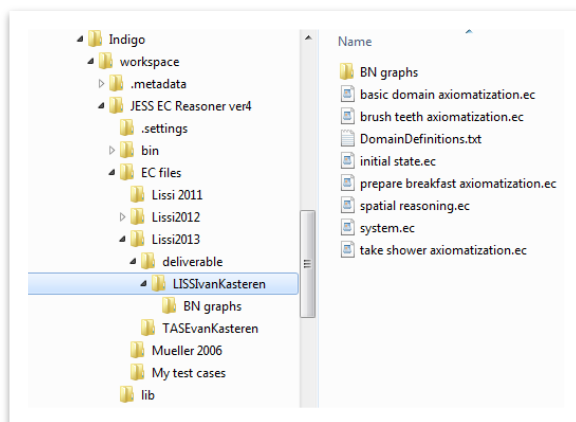 Indigo
workspace
.metadata
JESS EC Reasoner ver4
.settings
bin
EC files
Lissi 2011
Lissi2012
Lissi2013
deliverable
LISSIvanKasteren
BN graphs
TASEvanKasteren
Mueller 2006
My test cases
lib
Name
BN graphs
basic domain axiomatization.ec
brush teeth axiomatization.ec
DomainDefinitions.txt
initial state.ec
prepare breakfast axiomatization.ec
spatial reasoning.ec
system.ec
take shower axiomatization.ec